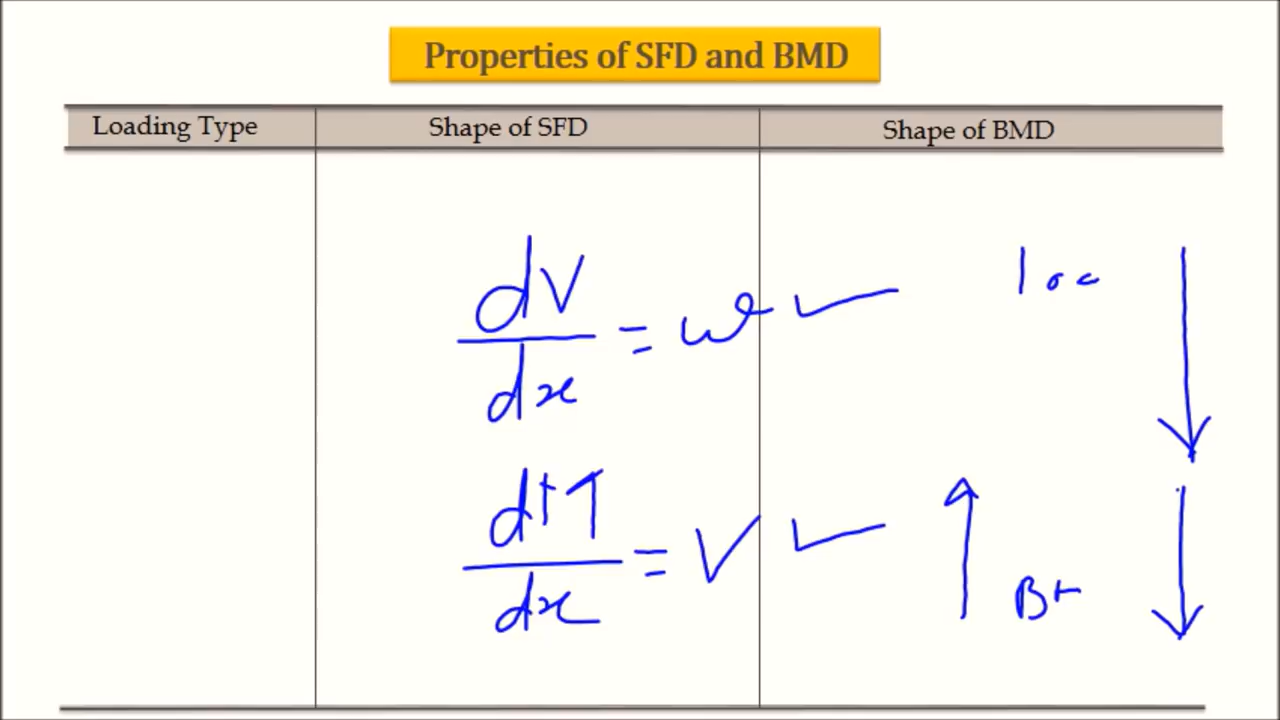 Properties of SFD and BMD
Loading Type
Shape of SFD
Shape of BMD
dV
dx
= w
dM
dx
= V